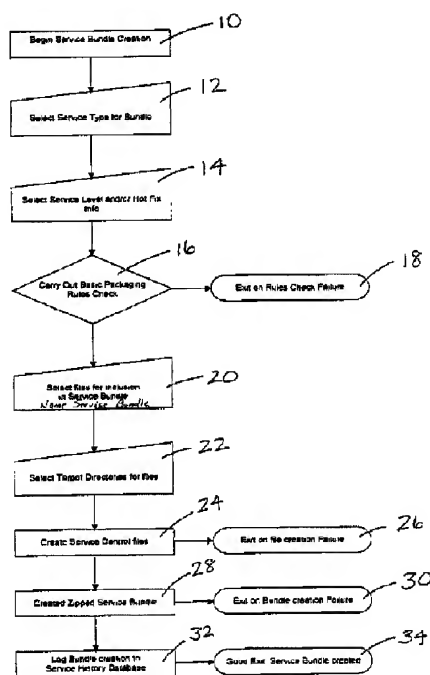 10
Begin Service Bundle Creation
12
Select Service Type for Bundle
14
Select Service Level and/or Hot Fix
Info
16
Carry Out Basic Packaging
Rules Check
Exit on Rules Check Failure
18
Select files for inclusion
in Service Bundle
Name Service Bundle
20
22
Select Target Directories for files
24
Create Service Control files
Exit on file creation Failure
26
28
Created Zipped Service Bundle
Exit on Bundle creation Failure
30
32
Log Bundle creation in
Service History Database
Good Exit Service Bundle created
34